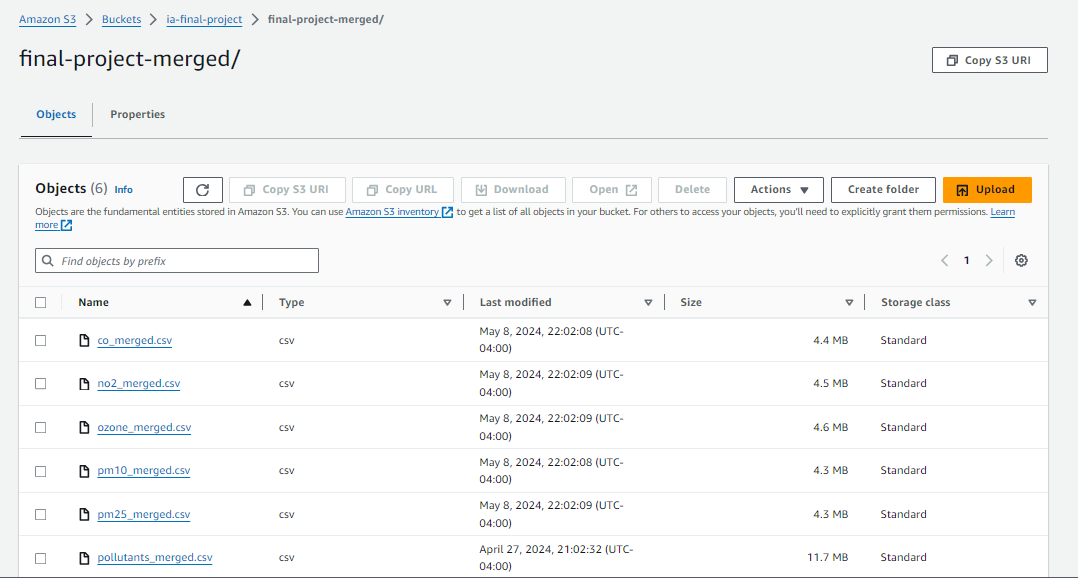 Amazon S3 > Buckets > ia-final-project > final-project-merged/
final-project-merged/
Copy S3 URI
Objects Properties
Objects (6) Info Copy S3 URI Copy URL Download Open Delete Actions Create folder Upload
Objects are the fundamental entities stored in Amazon S3. You can use Amazon S3 inventory to get a list of all objects in your bucket. For others to access your objects, you'll need to explicitly grant them permissions. Learn
more
Find objects by prefix 1
Name Type Last modified Size Storage class
co_merged.csv csv May 8, 2024, 22:02:08 (UTC-
04:00) 4.4 MB Standard
no2_merged.csv csv May 8, 2024, 22:02:09 (UTC-
04:00) 4.5 MB Standard
ozone_merged.csv csv May 8, 2024, 22:02:09 (UTC-
04:00) 4.6 MB Standard
pm10_merged.csv csv May 8, 2024, 22:02:08 (UTC-
04:00) 4.3 MB Standard
pm25_merged.csv csv May 8, 2024, 22:02:09 (UTC-
04:00) 4.3 MB Standard
pollutants_merged.csv csv April 27, 2024, 21:02:32 (UTC-
04:00) 11.7 MB Standard